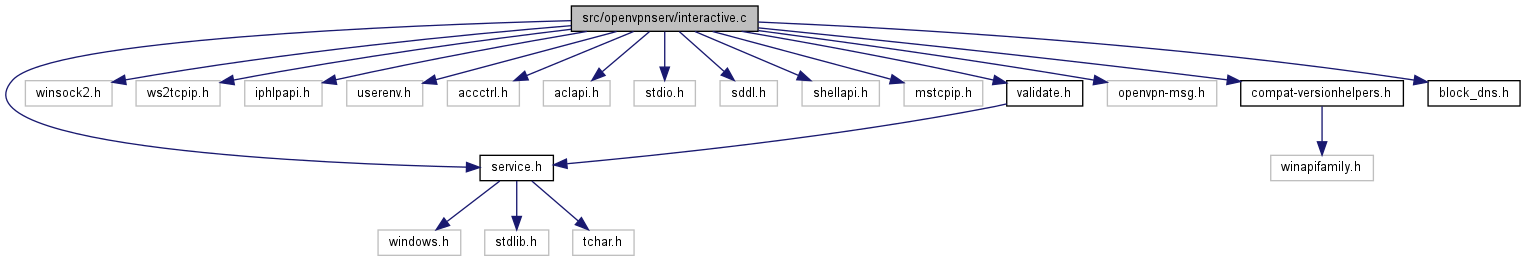 src/openvpnserv/interactive.c
winsock2.h
ws2tcpip.h
iphlpapi.h
userenv.h
accctrl.h
aclapi.h
stdio.h
sddl.h
shellapi.h
mstcpip.h
validate.h
openvpn-msg.h
compat-versionhelpers.h
block_dns.h
service.h
winapifamily.h
windows.h
stdlib.h
tchar.h